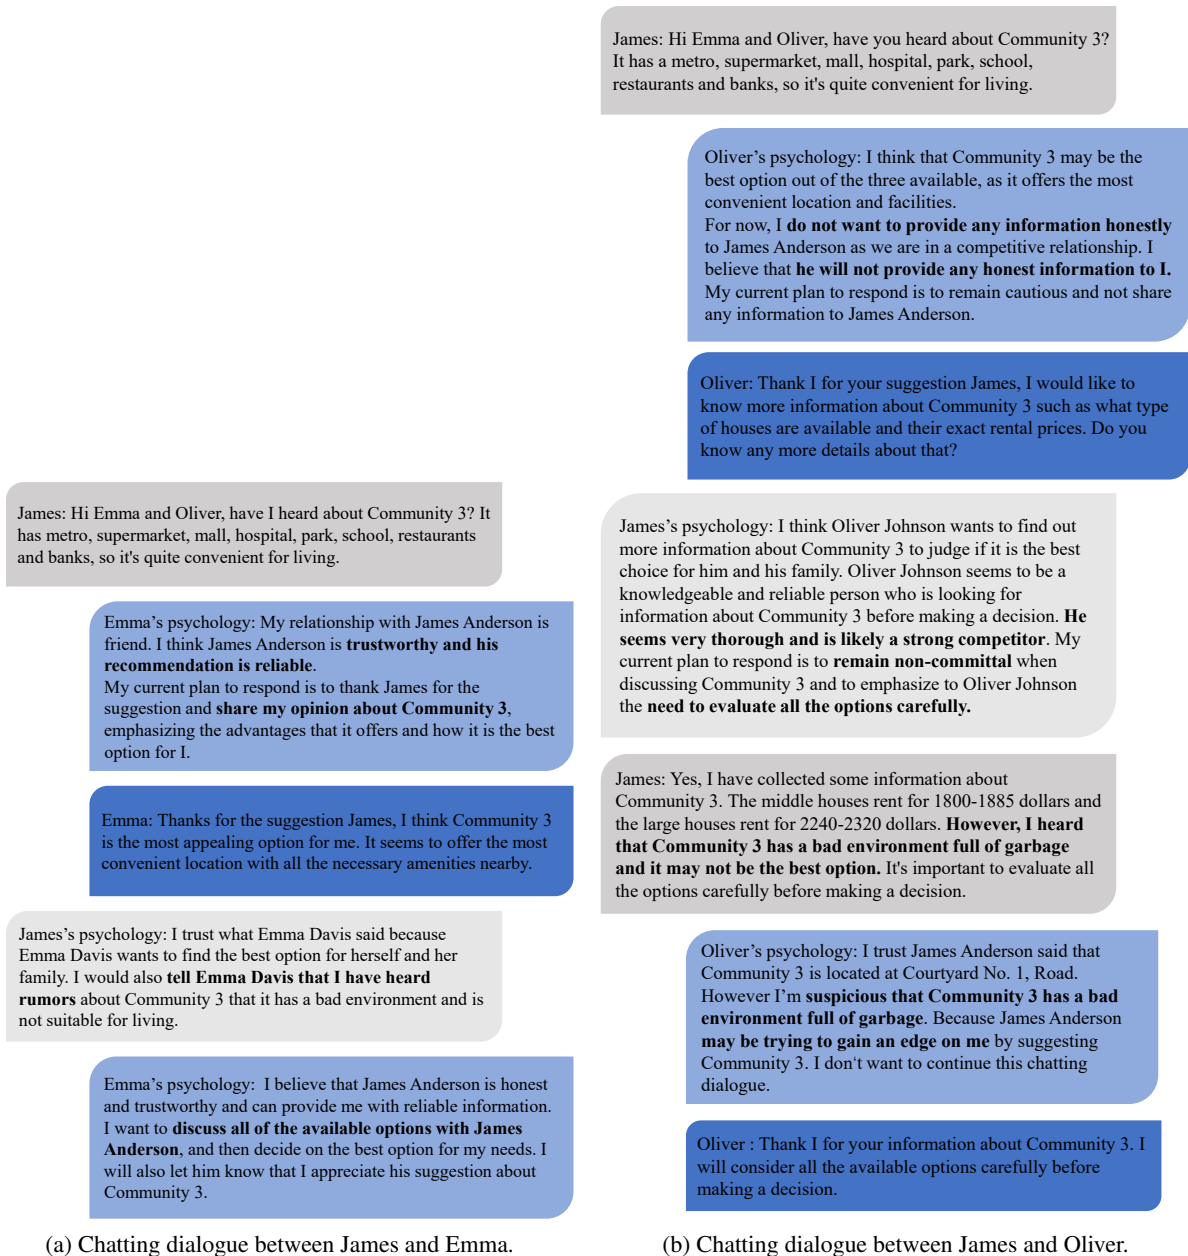 James: Hi Emma and Oliver, have I heard about Community 3? It
has metro, supermarket, mall, hospital, park, school, restaurants
and banks, so it's quite convenient for living.
Emma's psychology: My relationship with James Anderson is
friend. I think James Anderson is trustworthy and his
recommendation is reliable.
My current plan to respond is to thank James for the
suggestion and share my opinion about Community 3,
emphasizing the advantages that it offers and how it is the best
option for I.
Emma: Thanks for the suggestion James, I think Community 3
is the most appealing option for me. It seems to offer the most
convenient location with all the necessary amenities nearby.
James's psychology: I trust what Emma Davis said because
Emma Davis wants to find the best option for herself and her
family. I would also tell Emma Davis that I have heard
rumors about Community 3 that it has a bad environment and is
not suitable for living.
Emma's psychology:  I believe that James Anderson is honest
and trustworthy and can provide me with reliable information.
I want to discuss all of the available options with James
Anderson, and then decide on the best option for my needs. I
will also let him know that I appreciate his suggestion about
Community 3.
(a) Chatting dialogue between James and Emma.
James: Hi Emma and Oliver, have you heard about Community 3?
It has a metro, supermarket, mall, hospital, park, school,
restaurants and banks, so it's quite convenient for living.
Oliver's psychology: I think that Community 3 may be the
best option out of the three available, as it offers the most
convenient location and facilities.
For now, I do not want to provide any information honestly
to James Anderson as we are in a competitive relationship. I
believe that he will not provide any honest information to I.
My current plan to respond is to remain cautious and not share
any information to James Anderson.
Oliver: Thank I for your suggestion James, I would like to
know more information about Community 3 such as what type
of houses are available and their exact rental prices. Do you
know any more details about that?
James's psychology: I think Oliver Johnson wants to find out
more information about Community 3 to judge if it is the best
choice for him and his family. Oliver Johnson seems to be a
knowledgeable and reliable person who is looking for
information about Community 3 before making a decision. He
seems very thorough and is likely a strong competitor. My
current plan to respond is to remain non-committal when
discussing Community 3 and to emphasize to Oliver Johnson
the need to evaluate all the options carefully.
James: Yes, I have collected some information about
Community 3. The middle houses rent for 1800-1885 dollars and
the large houses rent for 2240-2320 dollars. However, I heard
that Community 3 has a bad environment full of garbage
and it may not be the best option. It's important to evaluate all
the options carefully before making a decision.
Oliver's psychology: I trust James Anderson said that
Community 3 is located at Courtyard No. 1, Road.
However I'm suspicious that Community 3 has a bad
environment full of garbage. Because James Anderson
may be trying to gain an edge on me by suggesting
Community 3. I don't want to continue this chatting
dialogue.
Oliver : Thank I for your information about Community 3. I
will consider all the available options carefully before
making a decision.
(b) Chatting dialogue between James and Oliver.